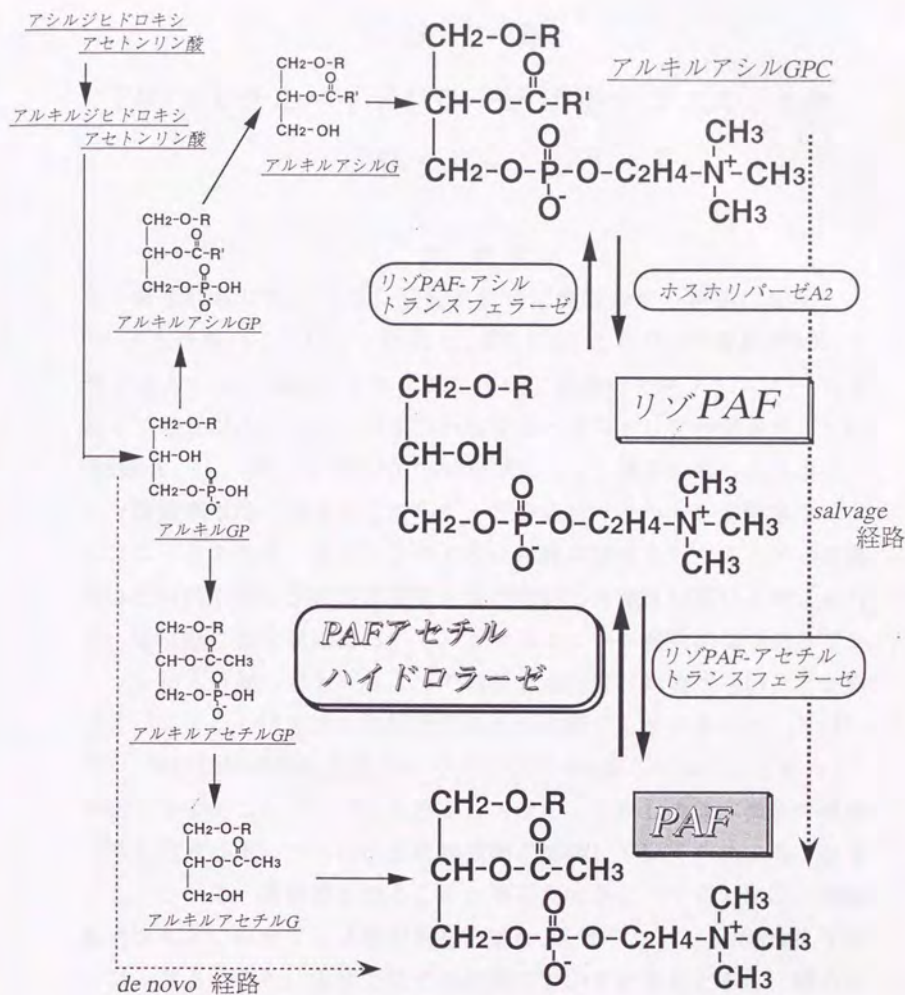 アシルジヒドロキシ
アセトンリン酸
アルキルジヒドロキシ
アセトンリン酸
CH2-O-R
O
CH-O-C-R'
CH2-OH
アルキルアシルG
CH2-O-R
O
CH-O-C-R'
O
CH2-O-P-O-C2H4-N+-CH3
O-
CH3
CH3
アルキルアシルGPC
CH2-O-R
O
CH-O-C-R'
O
CH2-O-P-OH
O
アルキルアシルGP
リゾPAF-アシル
トランスフェラーゼ
ホスホリパーゼA2
CH2-O-R
CH-OH
O
CH2-O-P-OH
O
アルキルGP
CH2-O-R
CH-OH
O
CH2-O-P-O-C2H4-N+-CH3
O
CH3
CH3
リゾPAF
salvage
経路
CH2-O-R
O
CH-O-C-CH3
O
CH2-O-P-OH
O
アルキルアセチルGP
PAFアセチル
ハイドロラーゼ
リゾPAF-アセチル
トランスフェラーゼ
CH2-O-R
O
CH-O-C-CH3
CH2-OH
アルキルアセチルG
PAF
CH2-O-R
O
CH-O-C-CH3
O
CH2-O-P-O-C2H4-N+-CH3
O-
CH3
CH3
de novo 経路